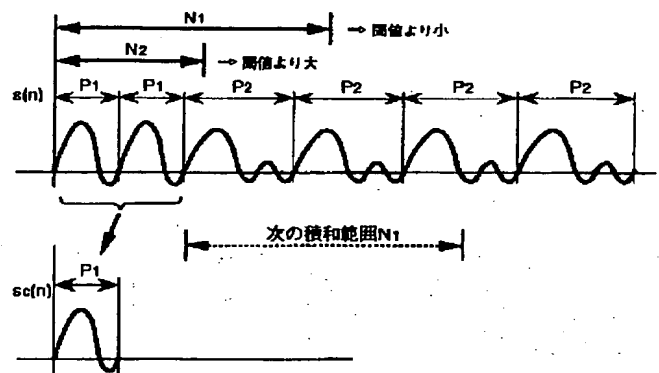 N1 → 閾値より小
N2 → 閾値より大
P1 P1 P2 P2 P2 P2
s(n)
次の積和範囲N1
P1
sc(n)